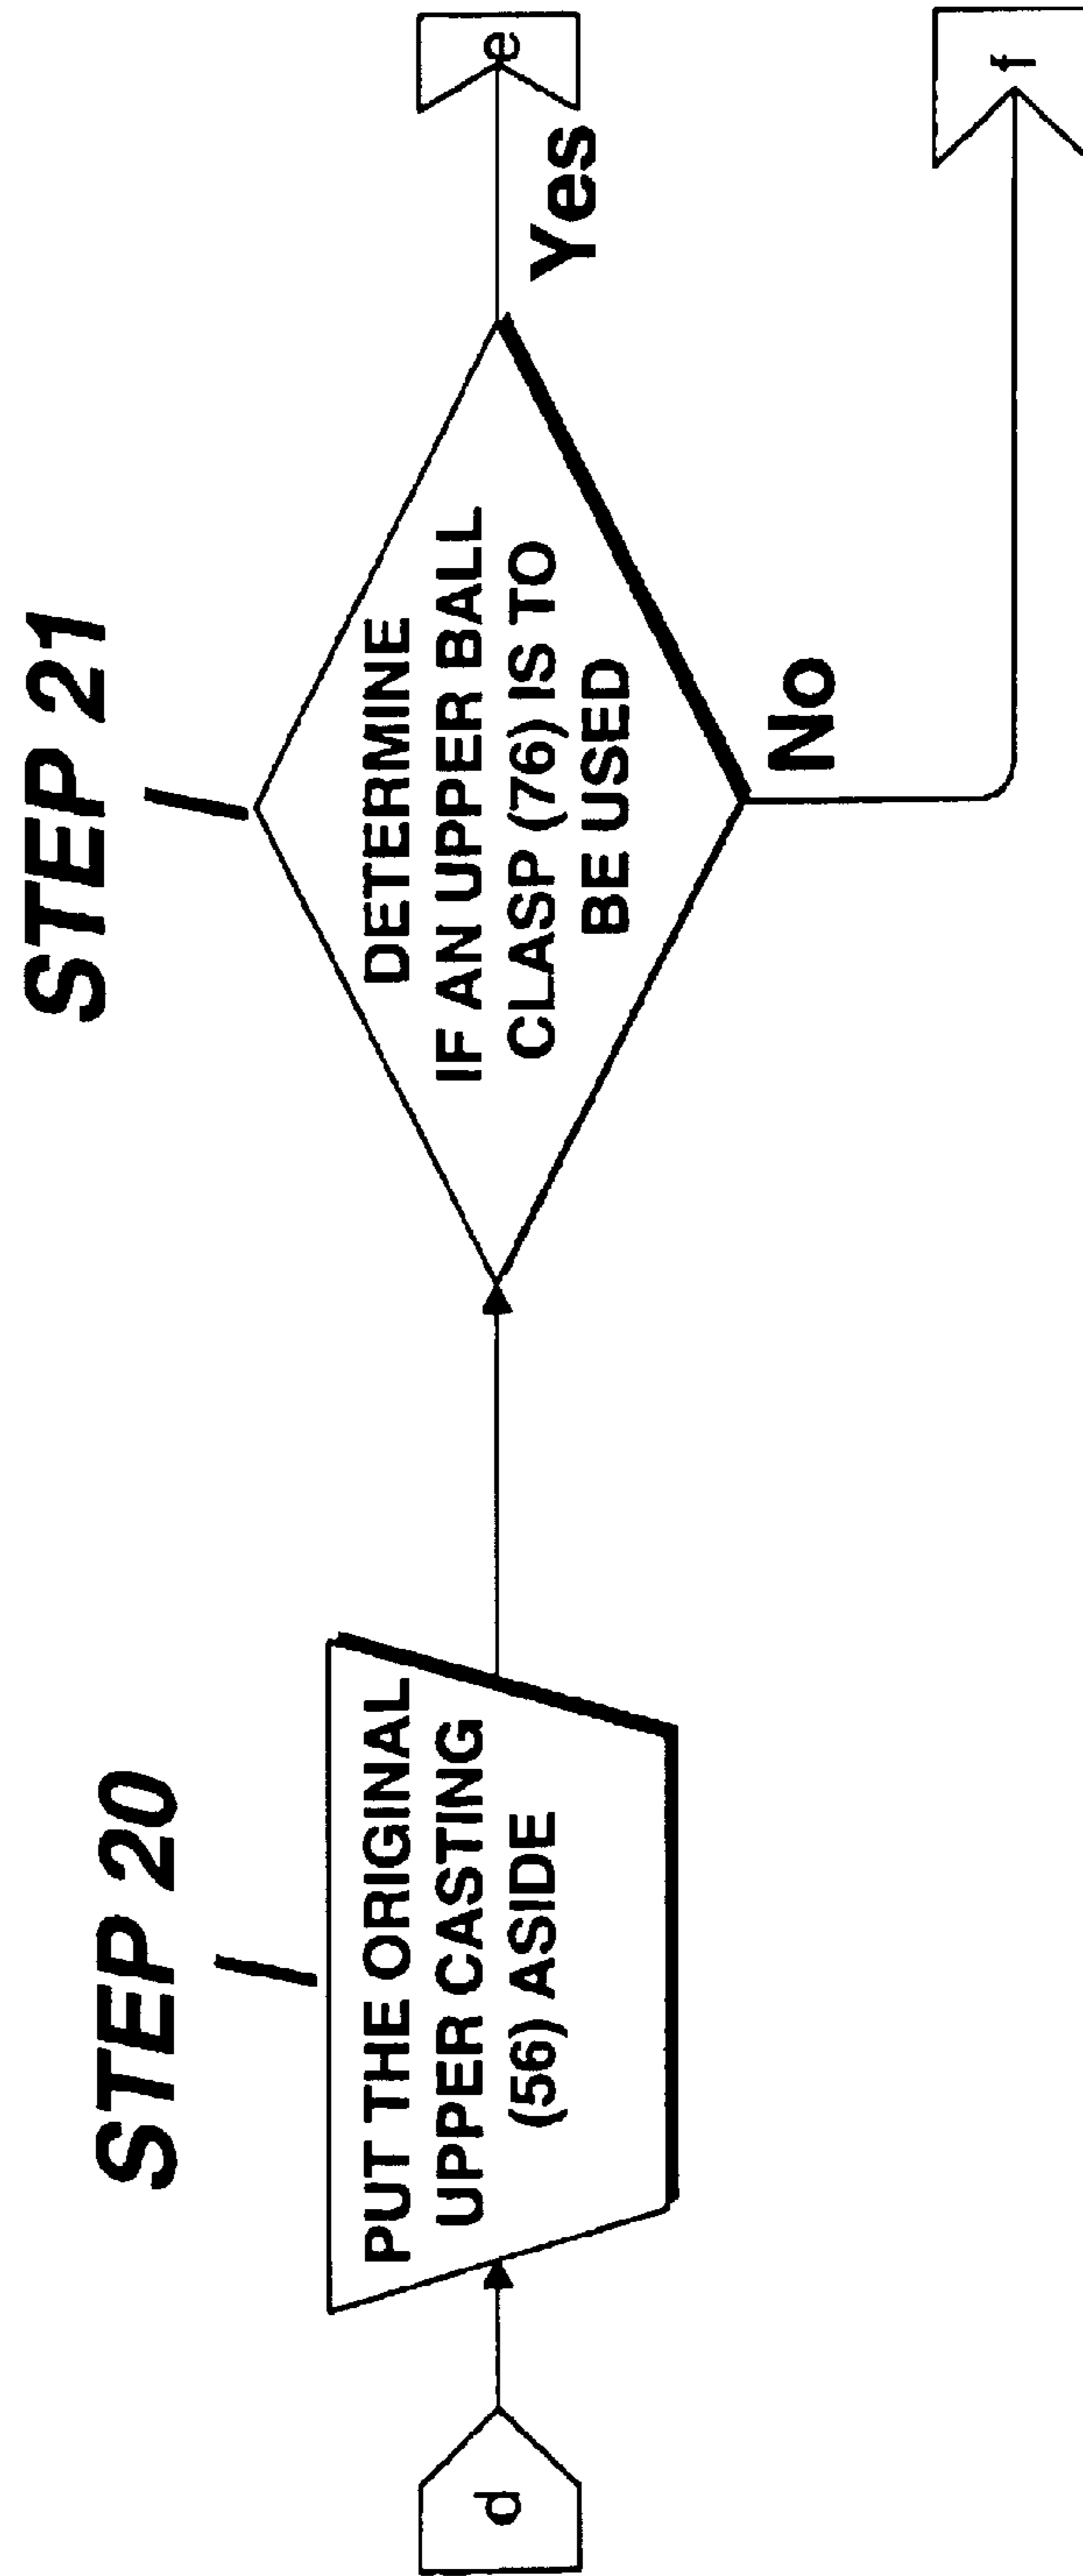 d
STEP 20
PUT THE ORIGINAL
UPPER CASTING
(56) ASIDE
STEP 21
DETERMINE
IF AN UPPER BALL
CLASP (76) IS TO
BE USED
Yes
e
No
f